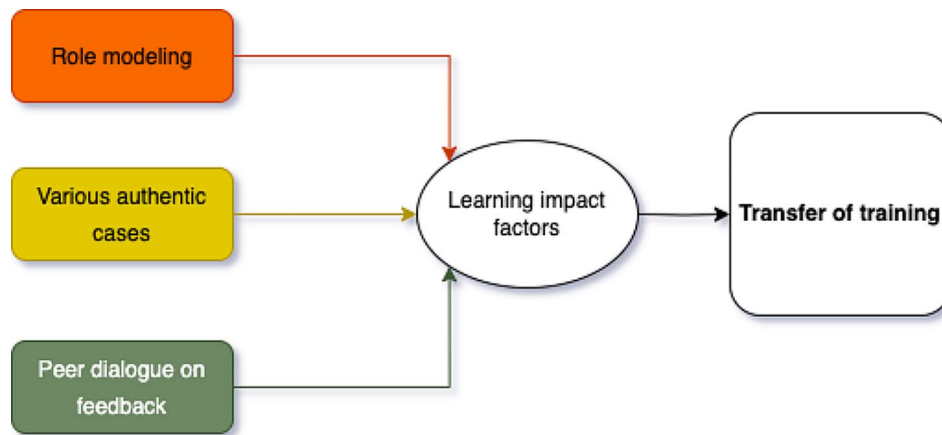 Role modeling
Various authentic
cases
Peer dialogue on
feedback
Learning impact
factors
Transfer of training